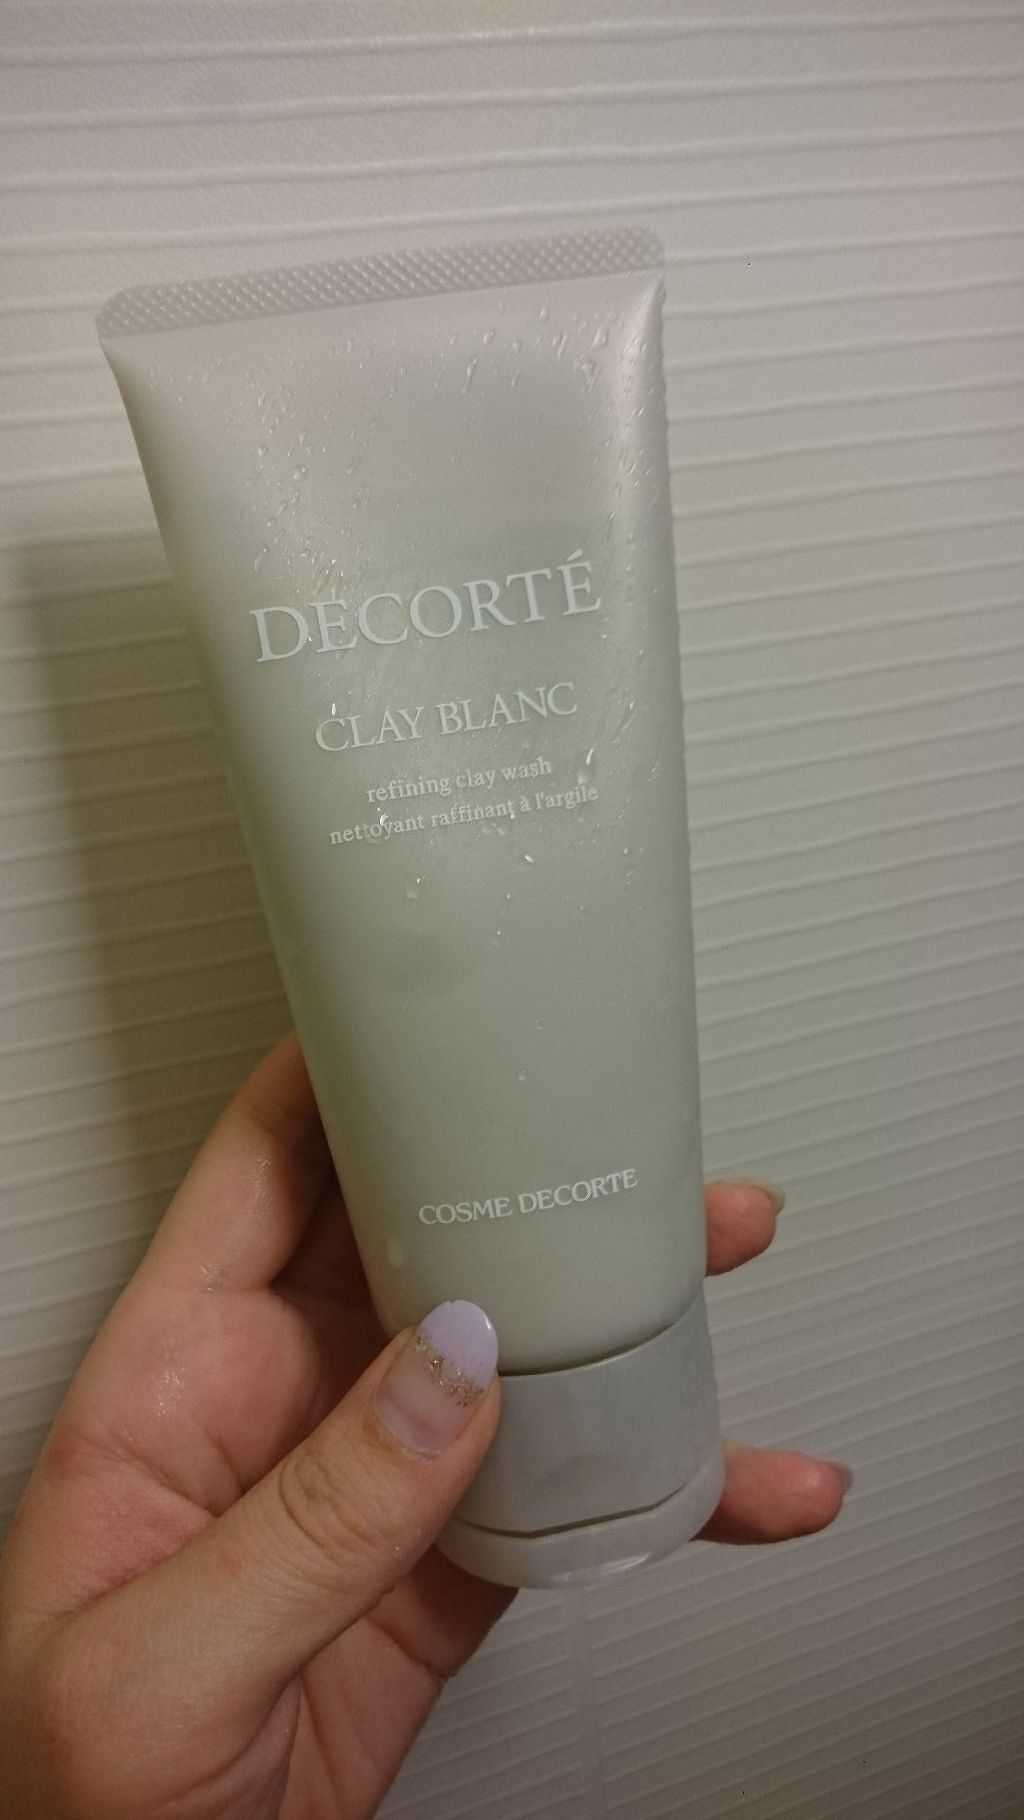 DECORTÉ
CLAY BLANC
refining clay wash
nettoyant raffinant à l'argile
COSME DECORTE